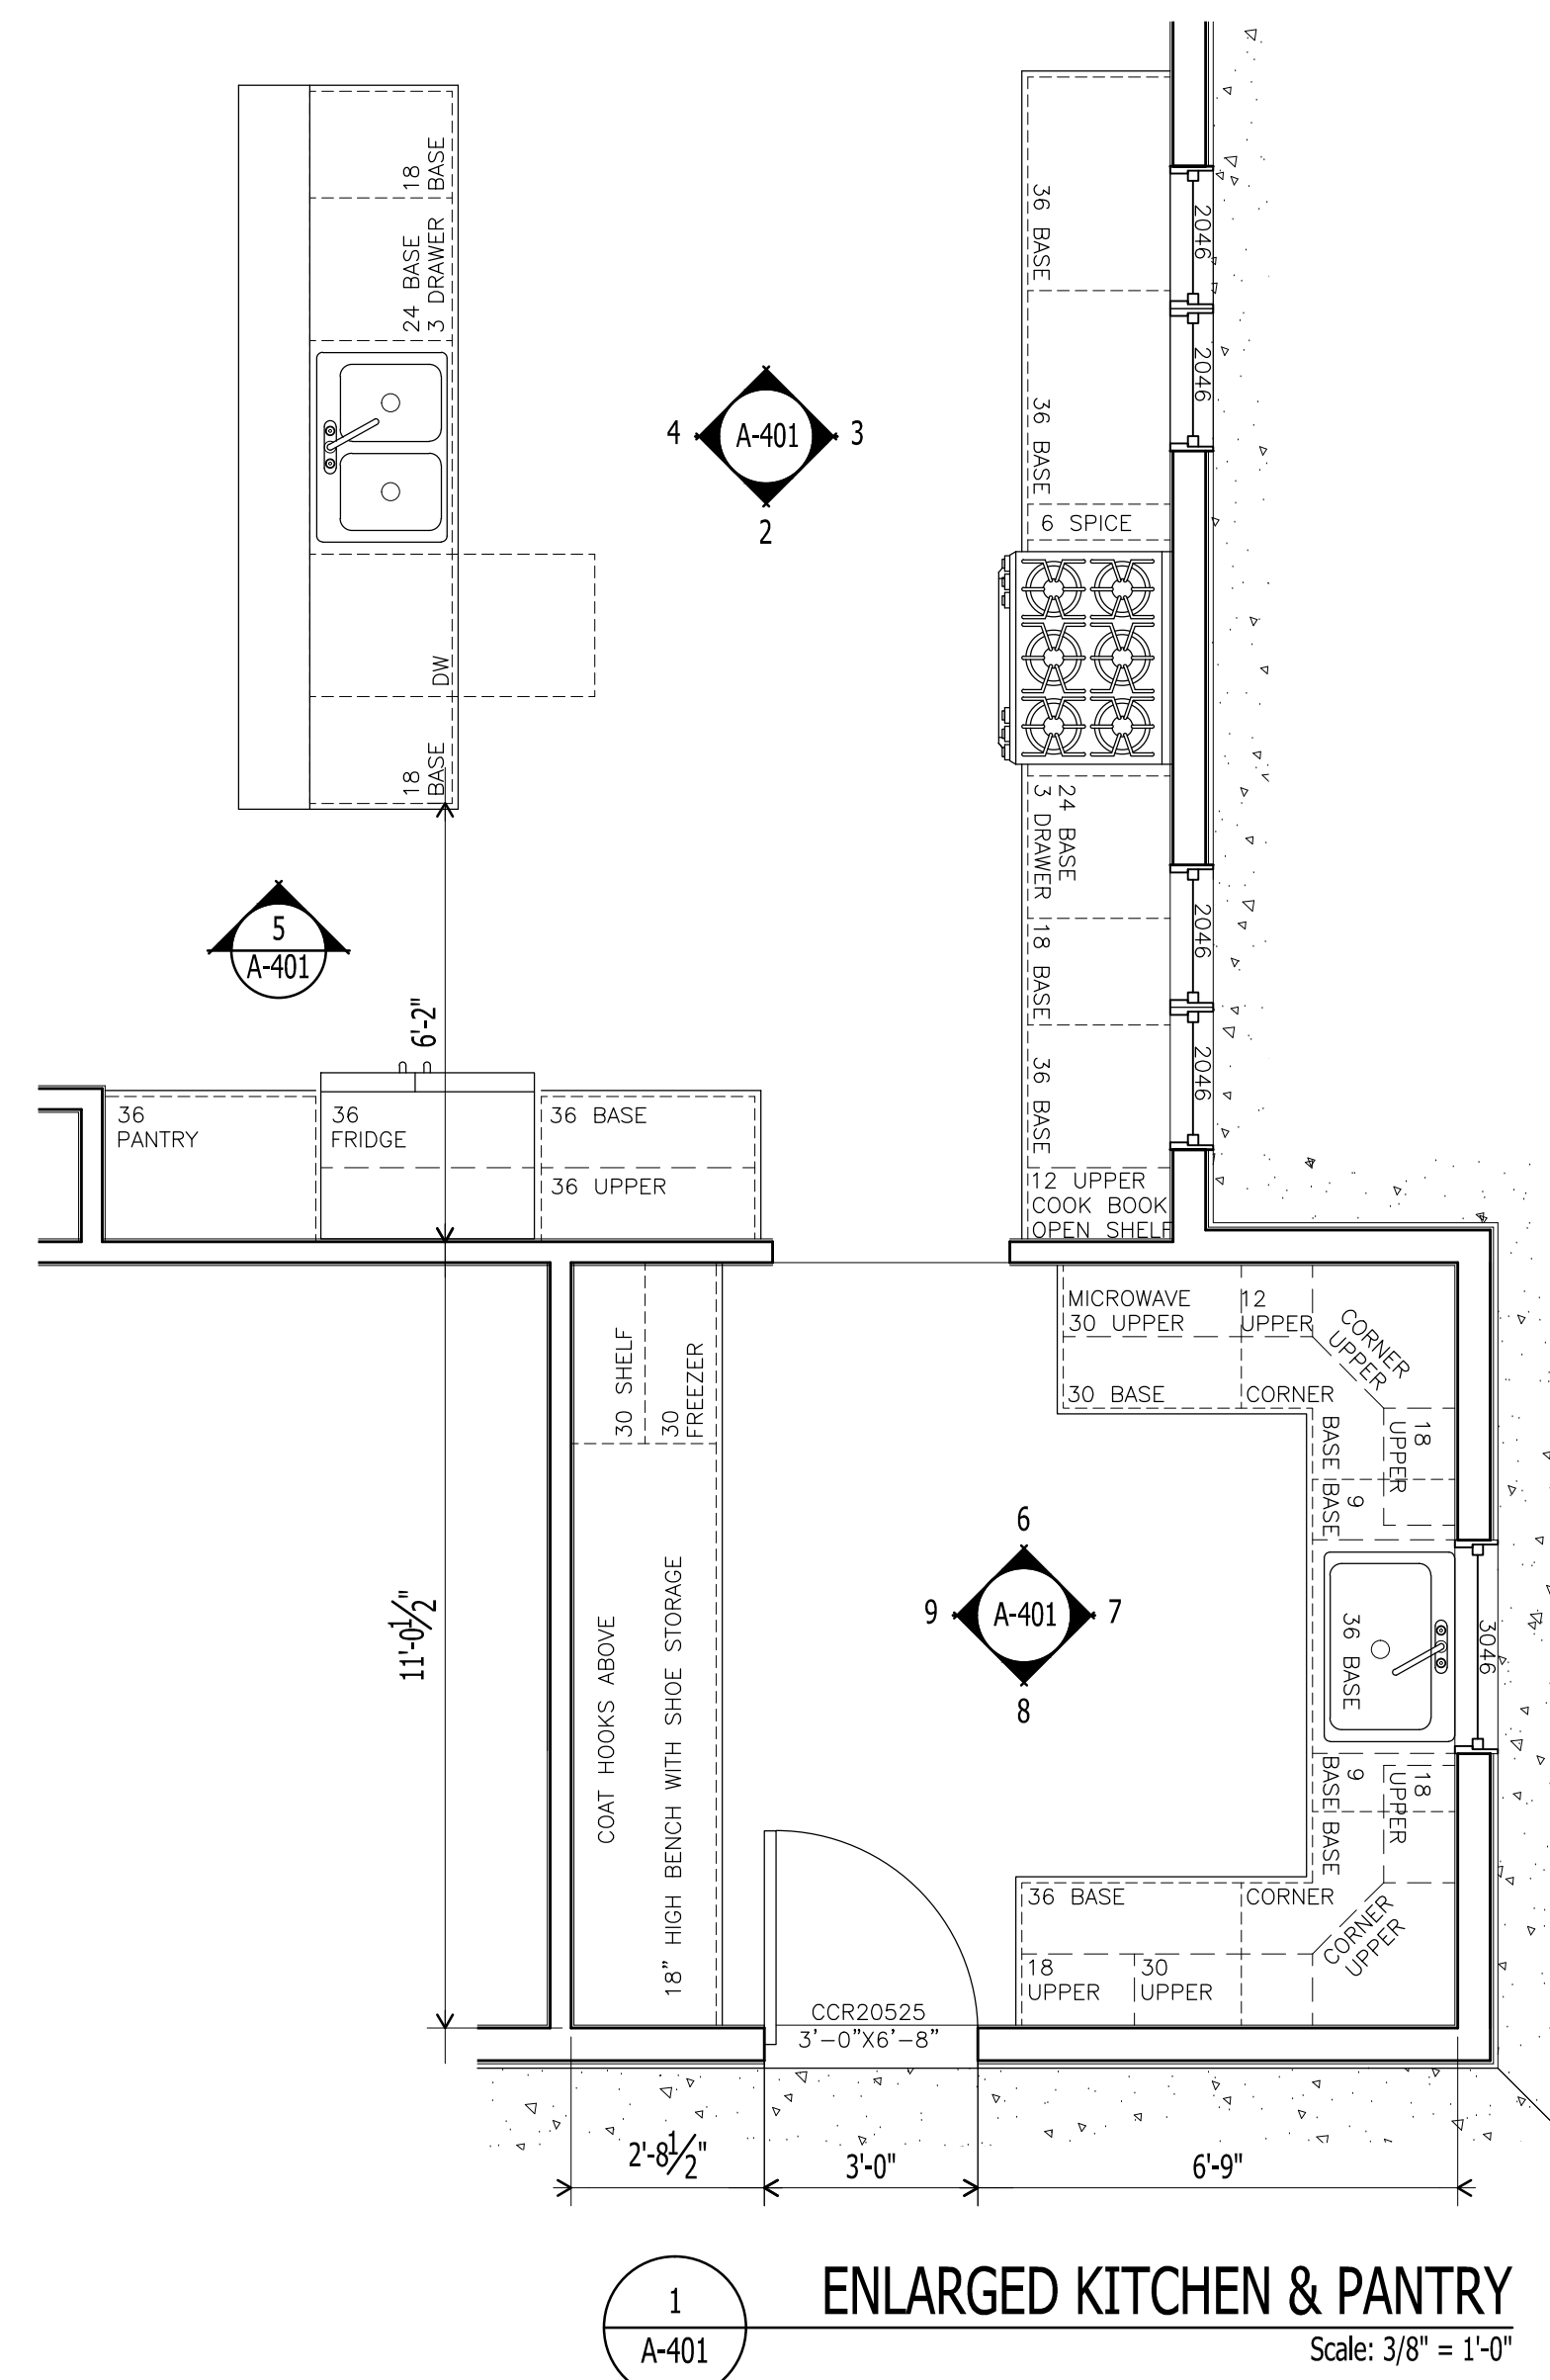 18
BASE
24 BASE
3 DRAWER
DW
18
BASE
36 BASE
2046
2046
36 BASE
6 SPICE
4
A-401
3
2
24 BASE
3 DRAWER
18 BASE
36 BASE
2046
2046
12 UPPER
COOK BOOK
OPEN SHELF
5
A-401
6'-2"
36
PANTRY
36
FRIDGE
36 BASE
36 UPPER
30 SHELF
30
FREEZER
MICROWAVE
30 UPPER
12
UPPER
CORNER
UPPER
30 BASE
CORNER
BASE
18
UPPER
9
BASE
6
9
A-401
7
8
36 BASE
3046
11'-0 1/2"
COAT HOOKS ABOVE
18" HIGH BENCH WITH SHOE STORAGE
9
BASE
18
UPPER
BASE
36 BASE
CORNER
CORNER
UPPER
18
UPPER
30
UPPER
CCR20525
3'-0"X6'-8"
2'-8 1/2"
3'-0"
6'-9"
1
A-401
ENLARGED KITCHEN & PANTRY
Scale: 3/8" = 1'-0"